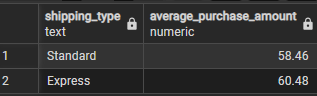 shipping_type average_purchase_amount
text numeric
1 Standard 58.46
2 Express 60.48